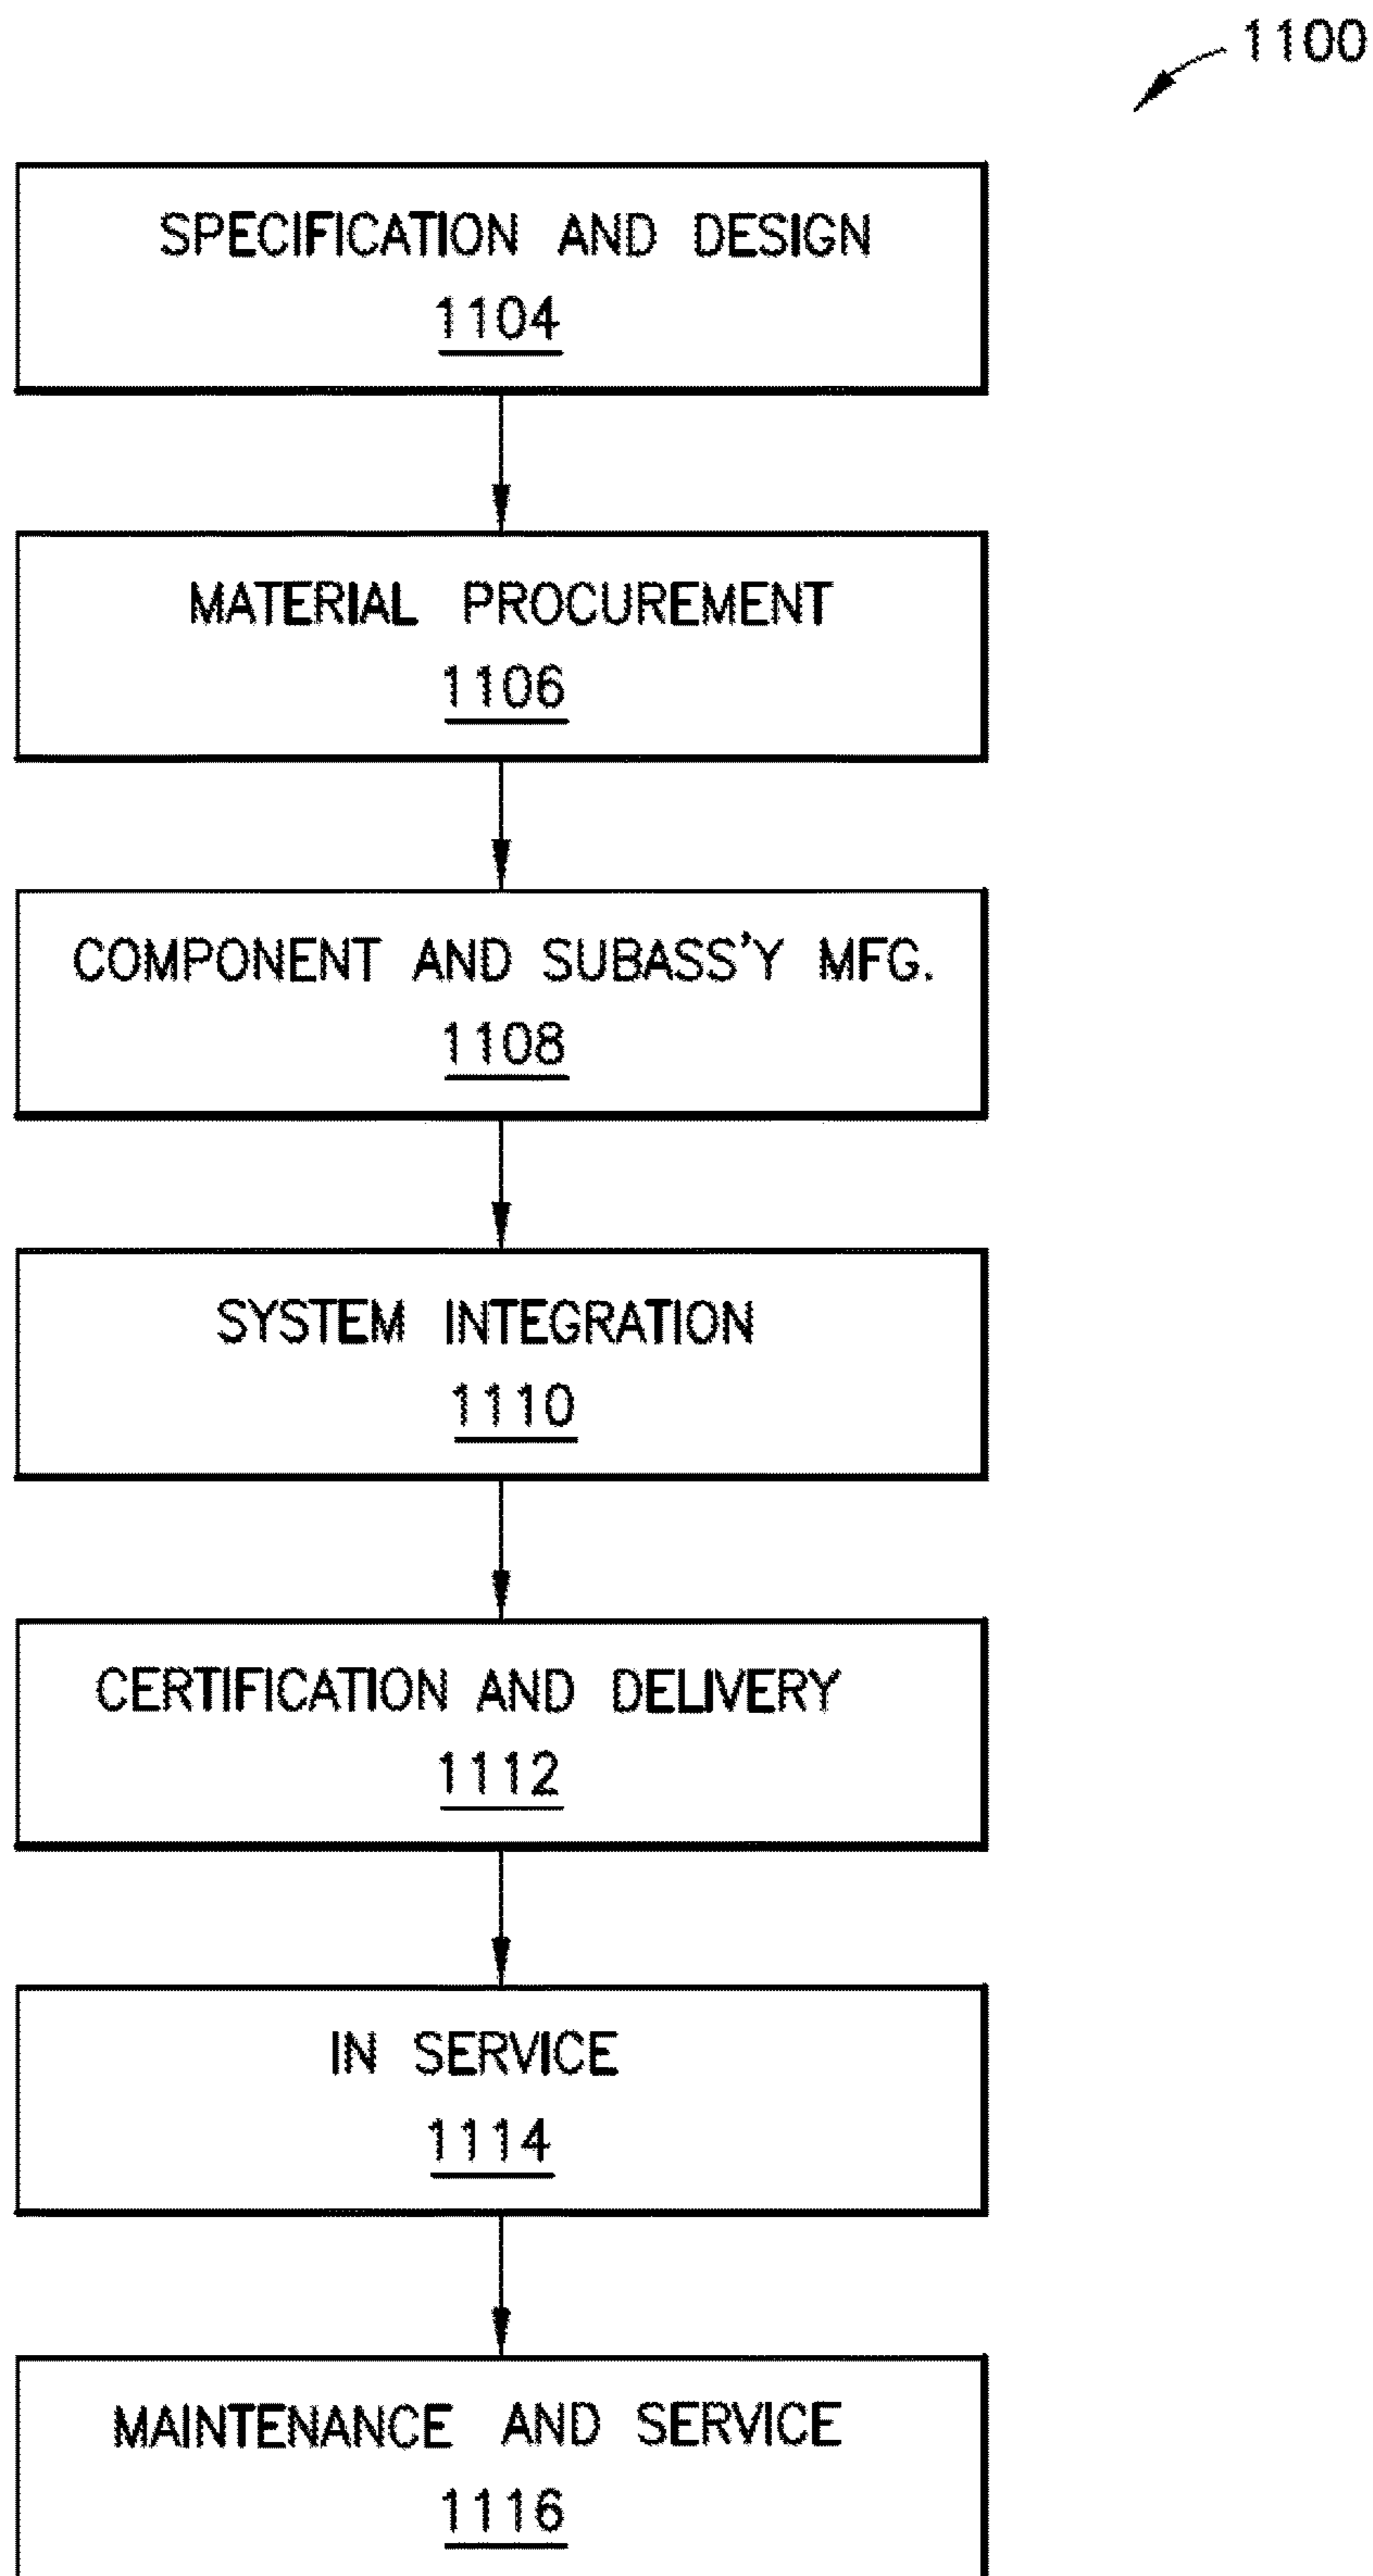 1100
SPECIFICATION AND DESIGN
1104
MATERIAL PROCUREMENT
1106
COMPONENT AND SUBASS'Y MFG.
1108
SYSTEM INTEGRATION
1110
CERTIFICATION AND DELIVERY
1112
IN SERVICE
1114
MAINTENANCE AND SERVICE
1116